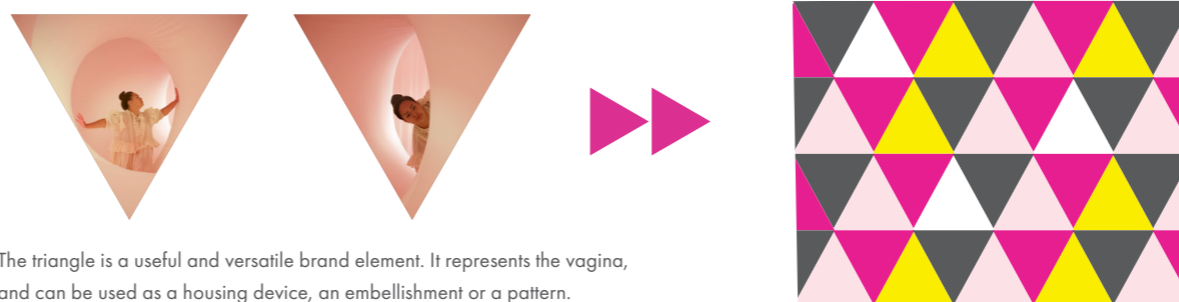 The triangle is a useful and versatile brand element. It represents the vagina,
and can be used as a housing device, an embellishment or a pattern.